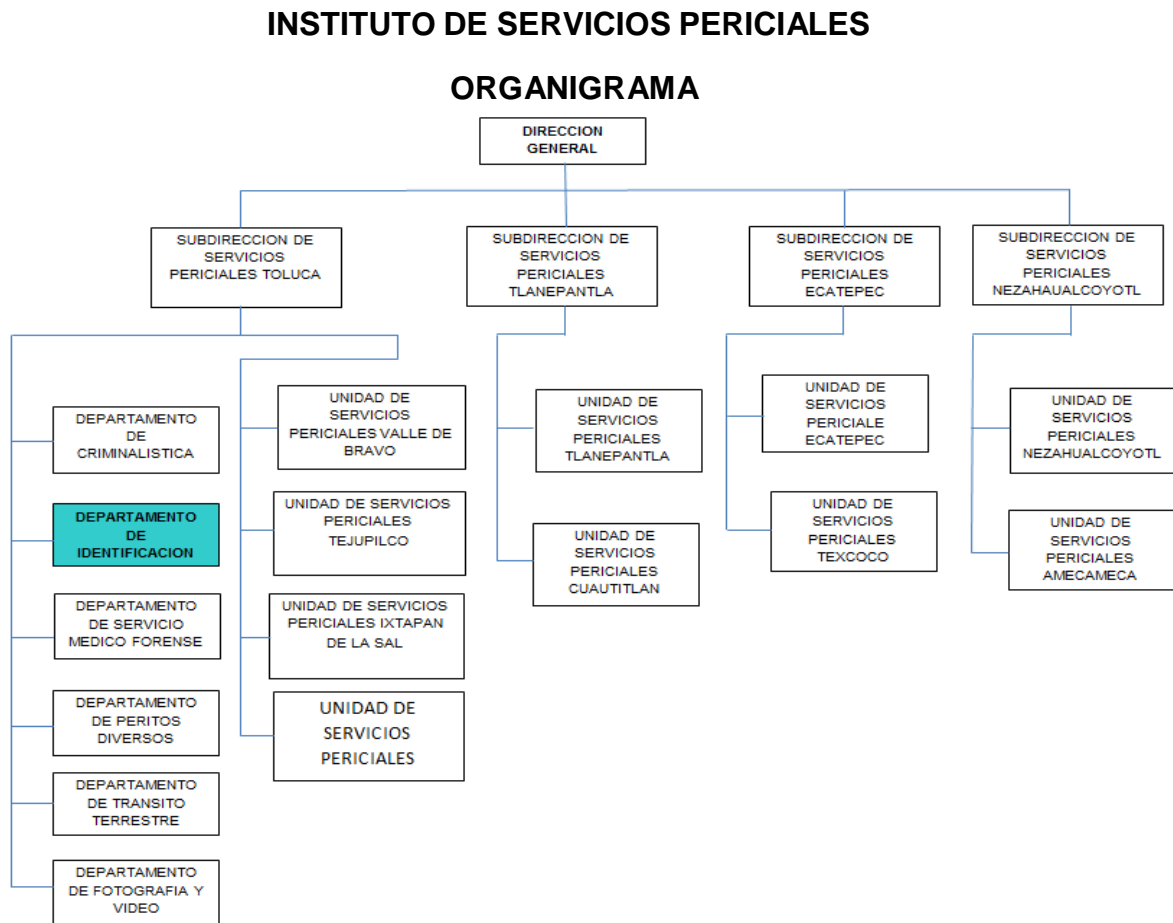 INSTITUTO DE SERVICIOS PERICIALES
ORGANIGRAMA
DIRECCION
GENERAL
SUBDIRECCION DE
SERVICIOS
PERICIALES TOLUCA
SUBDIRECCION DE
SERVICIOS
PERICIALES
TLANEPANTLA
SUBDIRECCION DE
SERVICIOS
PERICIALES
ECATEPEC
SUBDIRECCION DE
SERVICIOS
PERICIALES
NEZAHAUALCOYOTL
DEPARTAMENTO
DE
CRIMINALISTICA
DEPARTAMENTO
DE
IDENTIFICACION
DEPARTAMENTO
DE SERVICIO
MEDICO FORENSE
DEPARTAMENTO
DE PERITOS
DIVERSOS
DEPARTAMENTO
DE TRANSITO
TERRESTRE
DEPARTAMENTO
DE FOTOGRAFIA Y
VIDEO
UNIDAD DE
SERVICIOS
PERICIALES VALLE DE
BRAVO
UNIDAD DE SERVICIOS
PERICIALES
TEJUPILCO
UNIDAD DE SERVICIOS
PERICIALES IXTAPAN
DE LA SAL
UNIDAD DE
SERVICIOS
PERICIALES
UNIDAD DE
SERVICIOS
PERICIALES
TLANEPANTLA
UNIDAD DE
SERVICIOS
PERICIALES
CUAUTITLAN
UNIDAD DE
SERVICIOS
PERICIALE
ECATEPEC
UNIDAD DE
SERVICIOS
PERICIALES
TEXCOCO
UNIDAD DE
SERVICIOS
PERICIALES
NEZAHUALCOYOTL
UNIDAD DE
SERVICIOS
PERICIALES
AMECAMECA